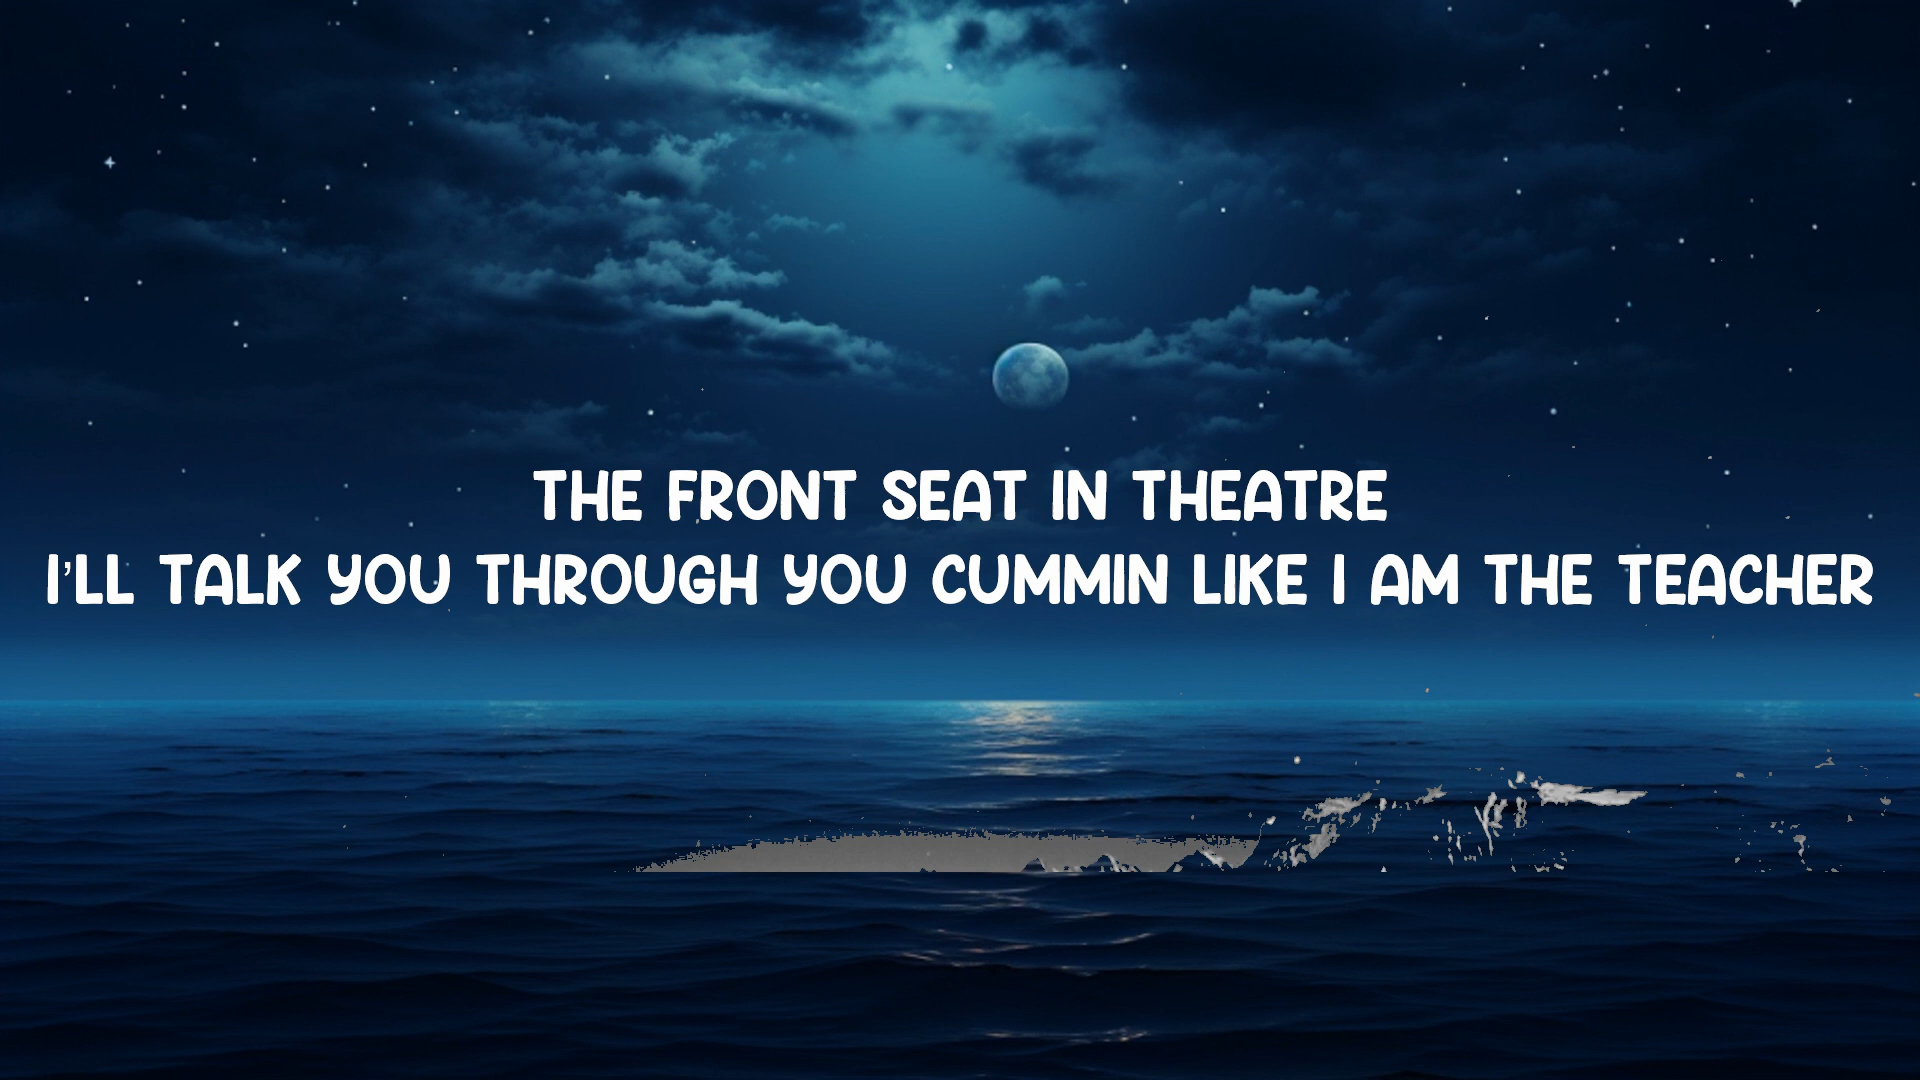 THE FRONT SEAT IN THEATRE
I'LL TALK YOU THROUGH YOU CUMMIN LIKE I AM THE TEACHER